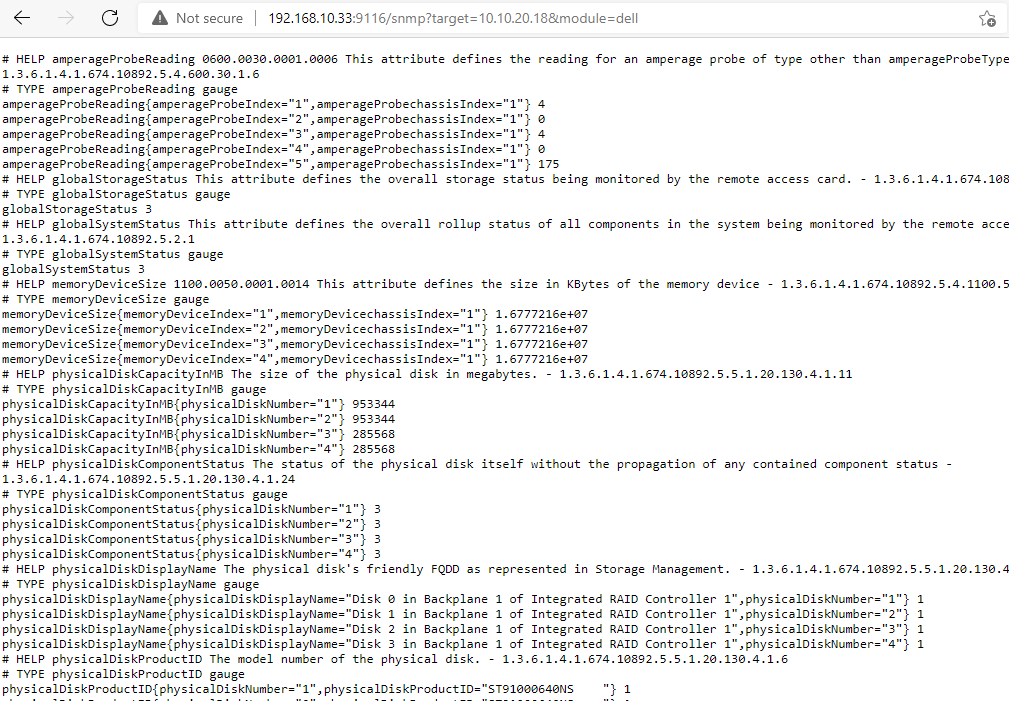 Not secure | 192.168.10.33:9116/snmp?target=10.10.20.18&module=dell
# HELP amperageProbeReading 0600.0030.0001.0006 This attribute defines the reading for an amperage probe of type other than amperageProbeType
1.3.6.1.4.1.674.10892.5.4.600.30.1.6
# TYPE amperageProbeReading gauge
amperageProbeReading{amperageProbeIndex="1",amperageProbechassisIndex="1"} 4
amperageProbeReading{amperageProbeIndex="2",amperageProbechassisIndex="1"} 0
amperageProbeReading{amperageProbeIndex="3",amperageProbechassisIndex="1"} 4
amperageProbeReading{amperageProbeIndex="4",amperageProbechassisIndex="1"} 0
amperageProbeReading{amperageProbeIndex="5",amperageProbechassisIndex="1"} 175
# HELP globalStorageStatus This attribute defines the overall storage status being monitored by the remote access card. - 1.3.6.1.4.1.674.108
# TYPE globalStorageStatus gauge
globalStorageStatus 3
# HELP globalSystemStatus This attribute defines the overall rollup status of all components in the system being monitored by the remote acce
1.3.6.1.4.1.674.10892.5.2.1
# TYPE globalSystemStatus gauge
globalSystemStatus 3
# HELP memoryDeviceSize 1100.0050.0001.0014 This attribute defines the size in KBytes of the memory device - 1.3.6.1.4.1.674.10892.5.4.1100.5
# TYPE memoryDeviceSize gauge
memoryDeviceSize{memoryDeviceIndex="1",memoryDevicechassisIndex="1"} 1.6777216e+07
memoryDeviceSize{memoryDeviceIndex="2",memoryDevicechassisIndex="1"} 1.6777216e+07
memoryDeviceSize{memoryDeviceIndex="3",memoryDevicechassisIndex="1"} 1.6777216e+07
memoryDeviceSize{memoryDeviceIndex="4",memoryDevicechassisIndex="1"} 1.6777216e+07
# HELP physicalDiskCapacityInMB The size of the physical disk in megabytes. - 1.3.6.1.4.1.674.10892.5.5.1.20.130.4.1.11
# TYPE physicalDiskCapacityInMB gauge
physicalDiskCapacityInMB{physicalDiskNumber="1"} 953344
physicalDiskCapacityInMB{physicalDiskNumber="2"} 953344
physicalDiskCapacityInMB{physicalDiskNumber="3"} 285568
physicalDiskCapacityInMB{physicalDiskNumber="4"} 285568
# HELP physicalDiskComponentStatus The status of the physical disk itself without the propagation of any contained component status -
1.3.6.1.4.1.674.10892.5.5.1.20.130.4.1.24
# TYPE physicalDiskComponentStatus gauge
physicalDiskComponentStatus{physicalDiskNumber="1"} 3
physicalDiskComponentStatus{physicalDiskNumber="2"} 3
physicalDiskComponentStatus{physicalDiskNumber="3"} 3
physicalDiskComponentStatus{physicalDiskNumber="4"} 3
# HELP physicalDiskDisplayName The physical disk's friendly FQDD as represented in Storage Management. - 1.3.6.1.4.1.674.10892.5.5.1.20.130.4
# TYPE physicalDiskDisplayName gauge
physicalDiskDisplayName{physicalDiskDisplayName="Disk 0 in Backplane 1 of Integrated RAID Controller 1",physicalDiskNumber="1"} 1
physicalDiskDisplayName{physicalDiskDisplayName="Disk 1 in Backplane 1 of Integrated RAID Controller 1",physicalDiskNumber="2"} 1
physicalDiskDisplayName{physicalDiskDisplayName="Disk 2 in Backplane 1 of Integrated RAID Controller 1",physicalDiskNumber="3"} 1
physicalDiskDisplayName{physicalDiskDisplayName="Disk 3 in Backplane 1 of Integrated RAID Controller 1",physicalDiskNumber="4"} 1
# HELP physicalDiskProductID The model number of the physical disk. - 1.3.6.1.4.1.674.10892.5.5.1.20.130.4.1.6
# TYPE physicalDiskProductID gauge
physicalDiskProductID{physicalDiskNumber="1",physicalDiskProductID="ST91000640NS    "} 1